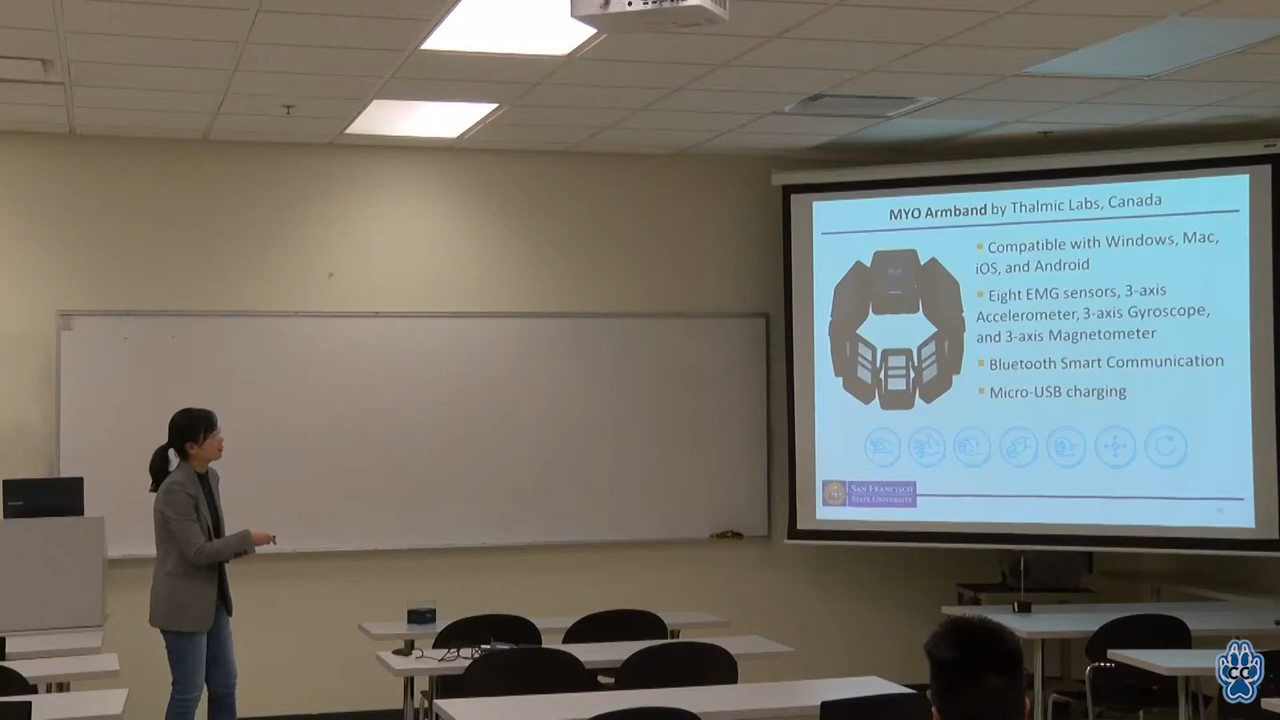 MYO Armband by Thalmic Labs, Canada
Compatible with Windows, Mac,
iOS, and Android
Eight EMG sensors, 3-axis
Accelerometer, 3-axis Gyroscope,
and 3-axis Magnetometer
Bluetooth Smart Communication
Micro-USB charging
SAN FRANCISCO
STATE UNIVERSITY
CC